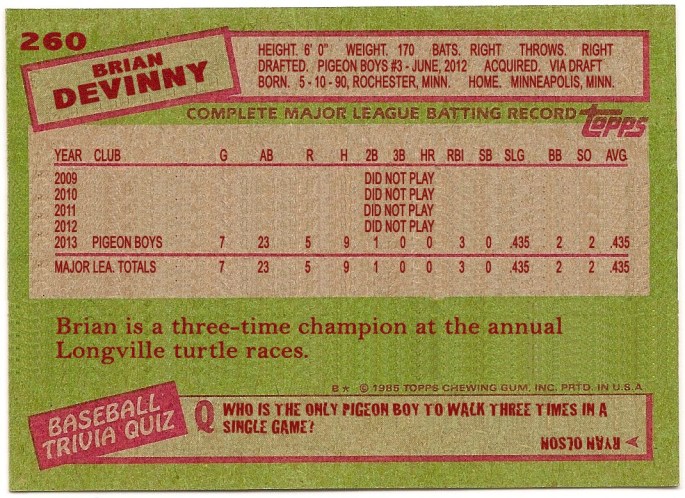 260
BRIAN
DEVINNY
HEIGHT. 6' 0" WEIGHT. 170 BATS. RIGHT THROWS. RIGHT
DRAFTED. PIGEON BOYS #3 - JUNE, 2012 ACQUIRED. VIA DRAFT
BORN. 5 - 10 - 90, ROCHESTER, MINN. HOME. MINNEAPOLIS, MINN.
COMPLETE MAJOR LEAGUE BATTING RECORD
Topps
YEAR CLUB G AB R H 2B 3B HR RBI SB SLG BB SO AVG.
2009 DID NOT PLAY
2010 DID NOT PLAY
2011 DID NOT PLAY
2012 DID NOT PLAY
2013 PIGEON BOYS 7 23 5 9 1 0 0 3 0 .435 2 2 .435
MAJOR LEA. TOTALS 7 23 5 9 1 0 0 3 0 .435 2 2 .435
Brian is a three-time champion at the annual
Longville turtle races.
B★ © 1985 TOPPS CHEWING GUM, INC. PRTD. IN U.S.A
BASEBALL
TRIVIA QUIZ
Q WHO IS THE ONLY PIGEON BOY TO WALK THREE TIMES IN A
SINGLE GAME?
A RYAN OLSON